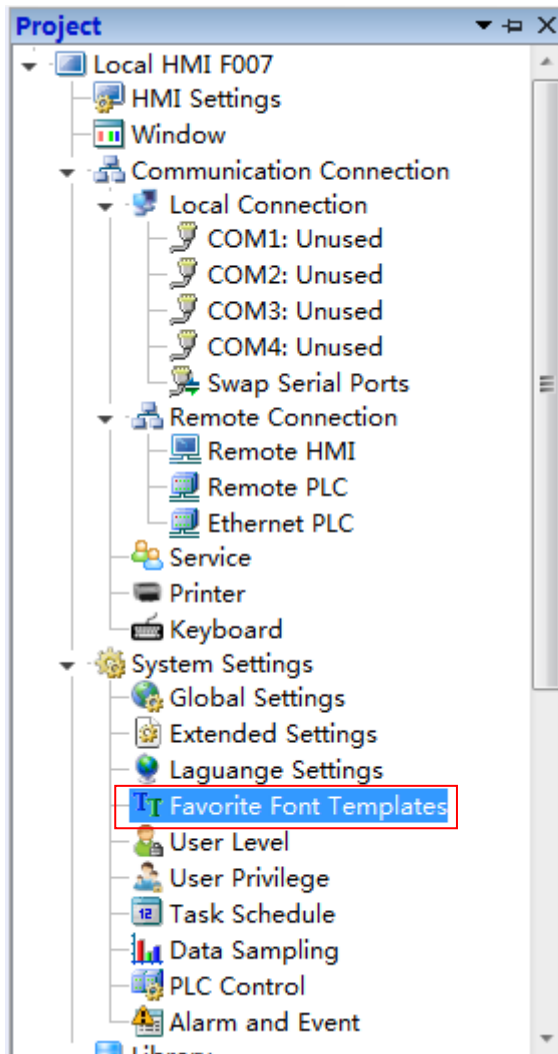 Project
Local HMI F007
HMI Settings
Window
Communication Connection
Local Connection
COM1: Unused
COM2: Unused
COM3: Unused
COM4: Unused
Swap Serial Ports
Remote Connection
Remote HMI
Remote PLC
Ethernet PLC
Service
Printer
Keyboard
System Settings
Global Settings
Extended Settings
Laguange Settings
Favorite Font Templates
User Level
User Privilege
Task Schedule
Data Sampling
PLC Control
Alarm and Event